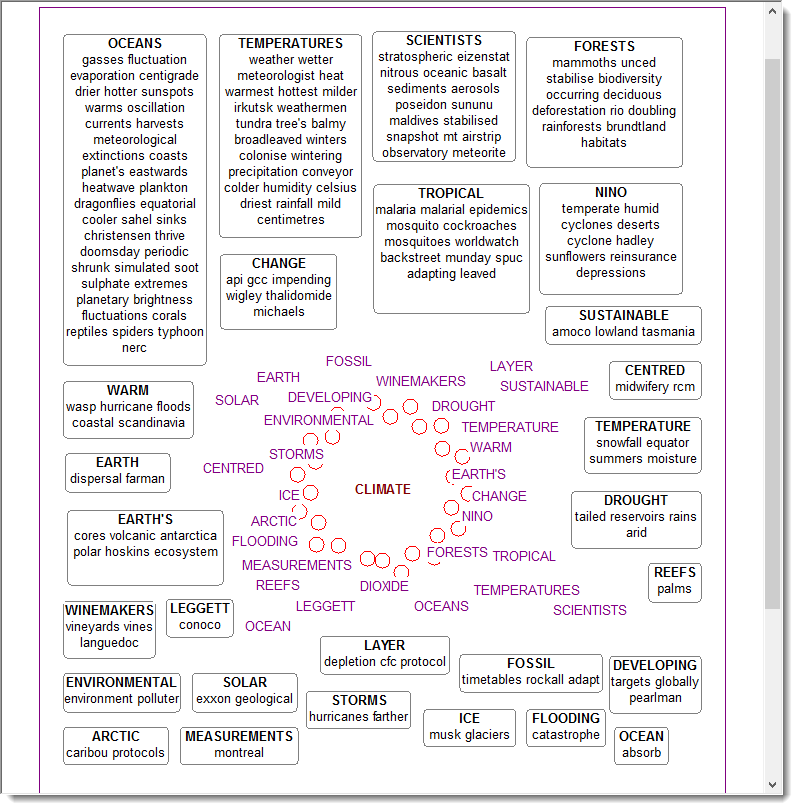 OCEANS
gasses fluctuation
evaporation centigrade
drier hotter sunspots
warms oscillation
currents harvests
meteorological
extinctions coasts
planet's eastwards
heatwave plankton
dragonflies equatorial
cooler sahel sinks
christensen thrive
doomsday periodic
shrunk simulated soot
sulphate extremes
planetary brightness
fluctuations corals
reptiles spiders typhoon
nerc
TEMPERATURES
weather wetter
meteorologist heat
warmest hottest milder
irkutsk weathermen
tundra tree's balmy
broadleaved winters
colonise wintering
precipitation conveyor
colder humidity celsius
driest rainfall mild
centimetres
SCIENTISTS
stratospheric eizenstat
nitrous oceanic basalt
sediments aerosols
poseidon sununu
maldives stabilised
snapshot mt airstrip
observatory meteorite
FORESTS
mammoths unced
stabilise biodiversity
occurring deciduous
deforestation rio doubling
rainforests brundtland
habitats
TROPICAL
malaria malarial epidemics
mosquito cockroaches
mosquitoes worldwatch
backstreet munday spuc
adapting leaved
NINO
temperate humid
cyclones deserts
cyclone hadley
sunflowers reinsurance
depressions
CHANGE
api gcc impending
wigley thalidomide
michaels
SUSTAINABLE
amoco lowland tasmania
CENTRED
midwifery rcm
WARM
wasp hurricane floods
coastal scandinavia
TEMPERATURE
snowfall equator
summers moisture
EARTH
dispersal farman
DROUGHT
tailed reservoirs rains
arid
EARTH'S
cores volcanic antarctica
polar hoskins ecosystem
REEFS
palms
FOSSIL
LAYER
EARTH
WINEMAKERS
SUSTAINABLE
SOLAR
DEVELOPING
DROUGHT
ENVIRONMENTAL
TEMPERATURE
STORMS
WARM
CENTRED
EARTH'S
CLIMATE
ICE
CHANGE
ARCTIC
NINO
FLOODING
FORESTS
TROPICAL
MEASUREMENTS
REEFS
DIOXIDE
TEMPERATURES
LEGGETT
OCEANS
SCIENTISTS
OCEAN
WINEMAKERS
vineyards vines
languedoc
LEGGETT
conoco
LAYER
depletion cfc protocol
FOSSIL
timetables rockall adapt
DEVELOPING
targets globally
pearlman
ENVIRONMENTAL
environment polluter
SOLAR
exxon geological
STORMS
hurricanes farther
ICE
musk glaciers
FLOODING
catastrophe
OCEAN
absorb
ARCTIC
caribou protocols
MEASUREMENTS
montreal